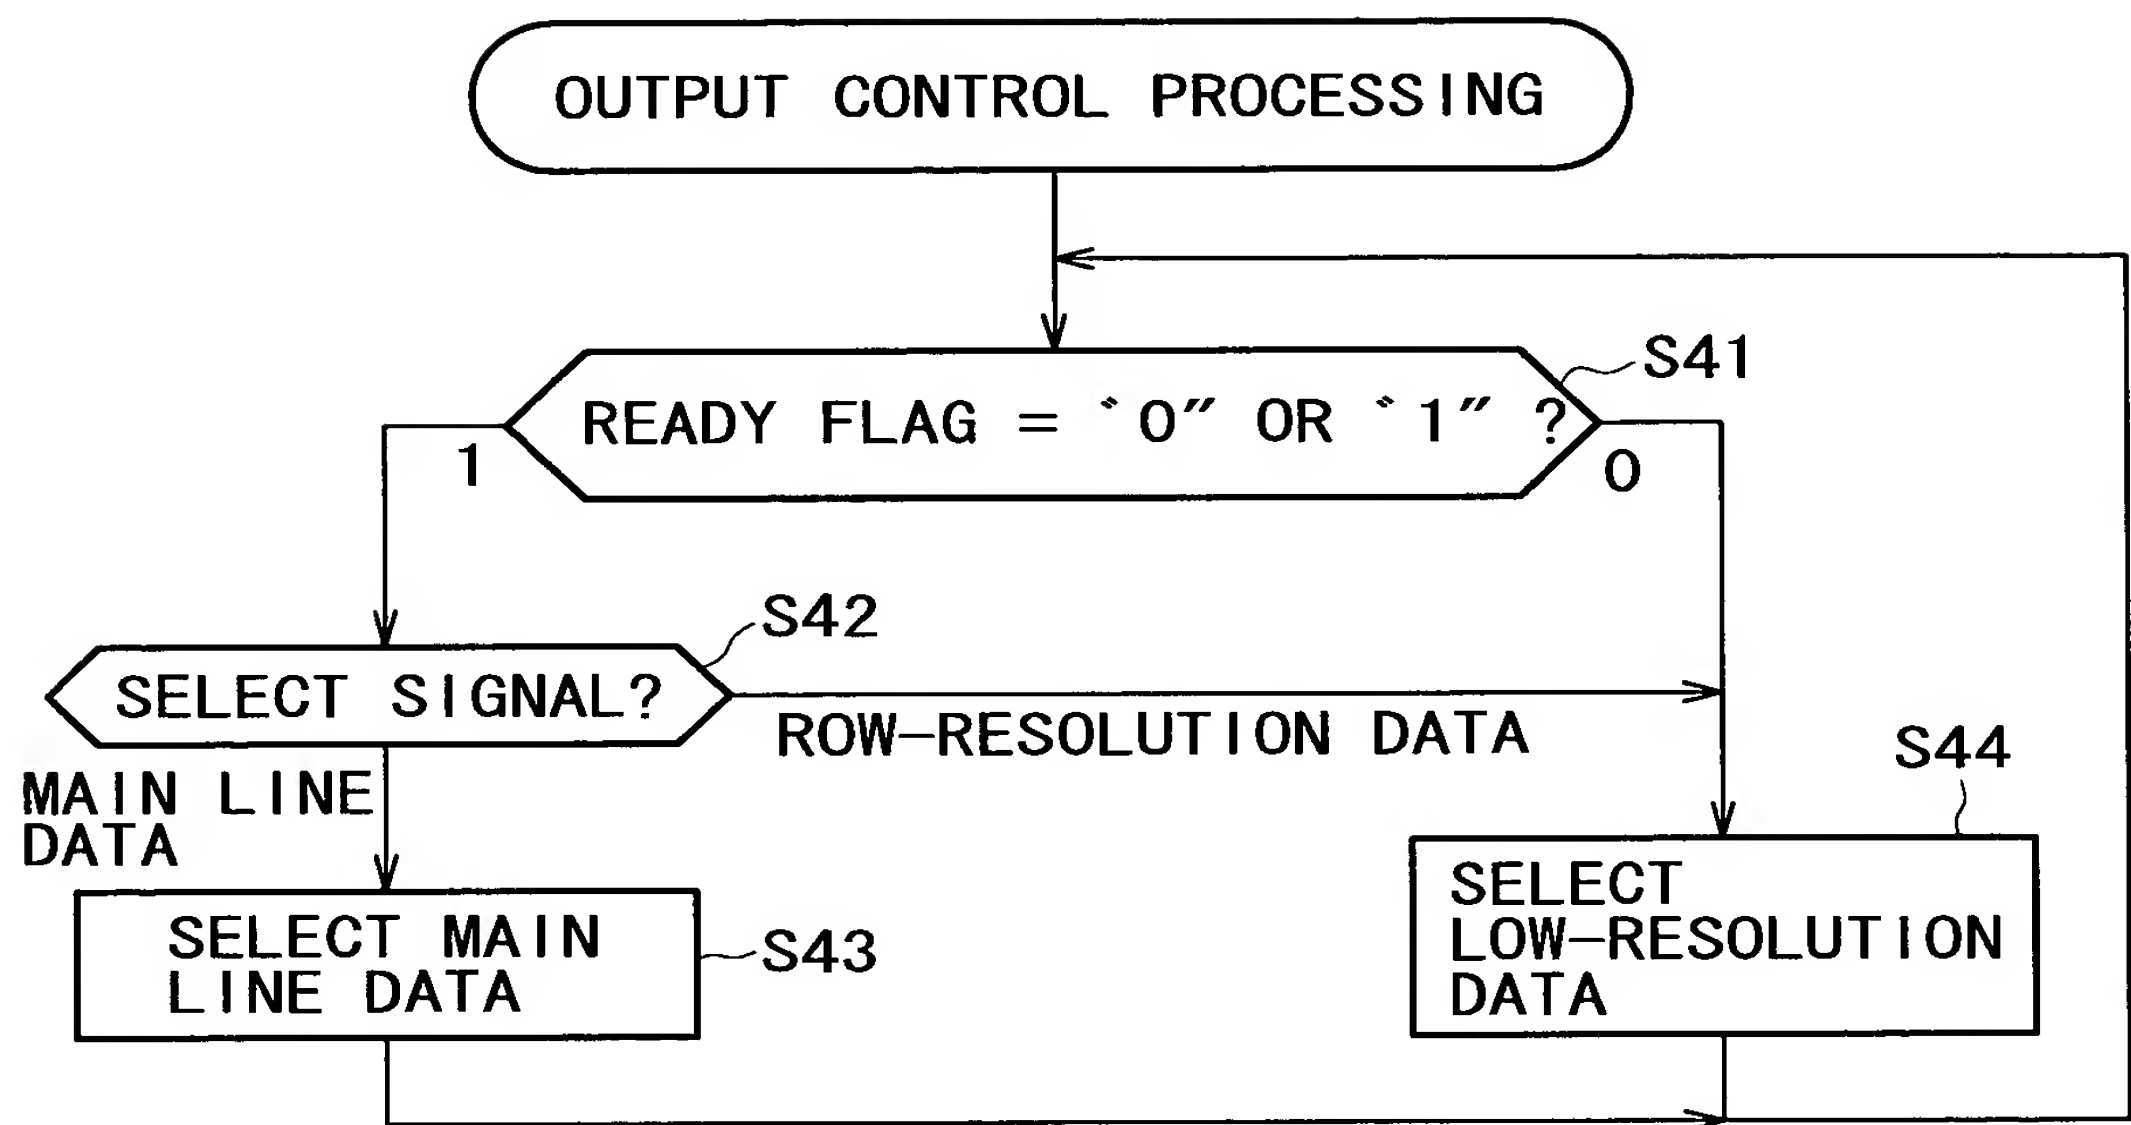 OUTPUT CONTROL PROCESSING
S41
READY FLAG = `0″ OR `1″ ?
1
0
S42
SELECT SIGNAL?
ROW-RESOLUTION DATA
MAIN LINE
DATA
S44
SELECT MAIN
LINE DATA
S43
SELECT
LOW-RESOLUTION
DATA